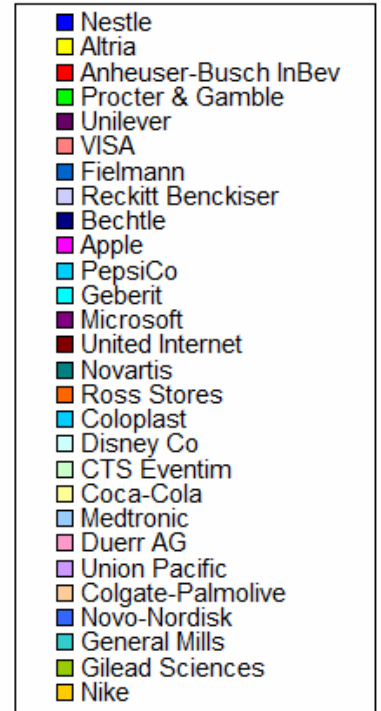 Nestle
Altria
Anheuser-Busch InBev
Procter & Gamble
Unilever
VISA
Fielmann
Reckitt Benckiser
Bechtle
Apple
PepsiCo
Geberit
Microsoft
United Internet
Novartis
Ross Stores
Coloplast
Disney Co
CTS Eventim
Coca-Cola
Medtronic
Duerr AG
Union Pacific
Colgate-Palmolive
Novo-Nordisk
General Mills
Gilead Sciences
Nike